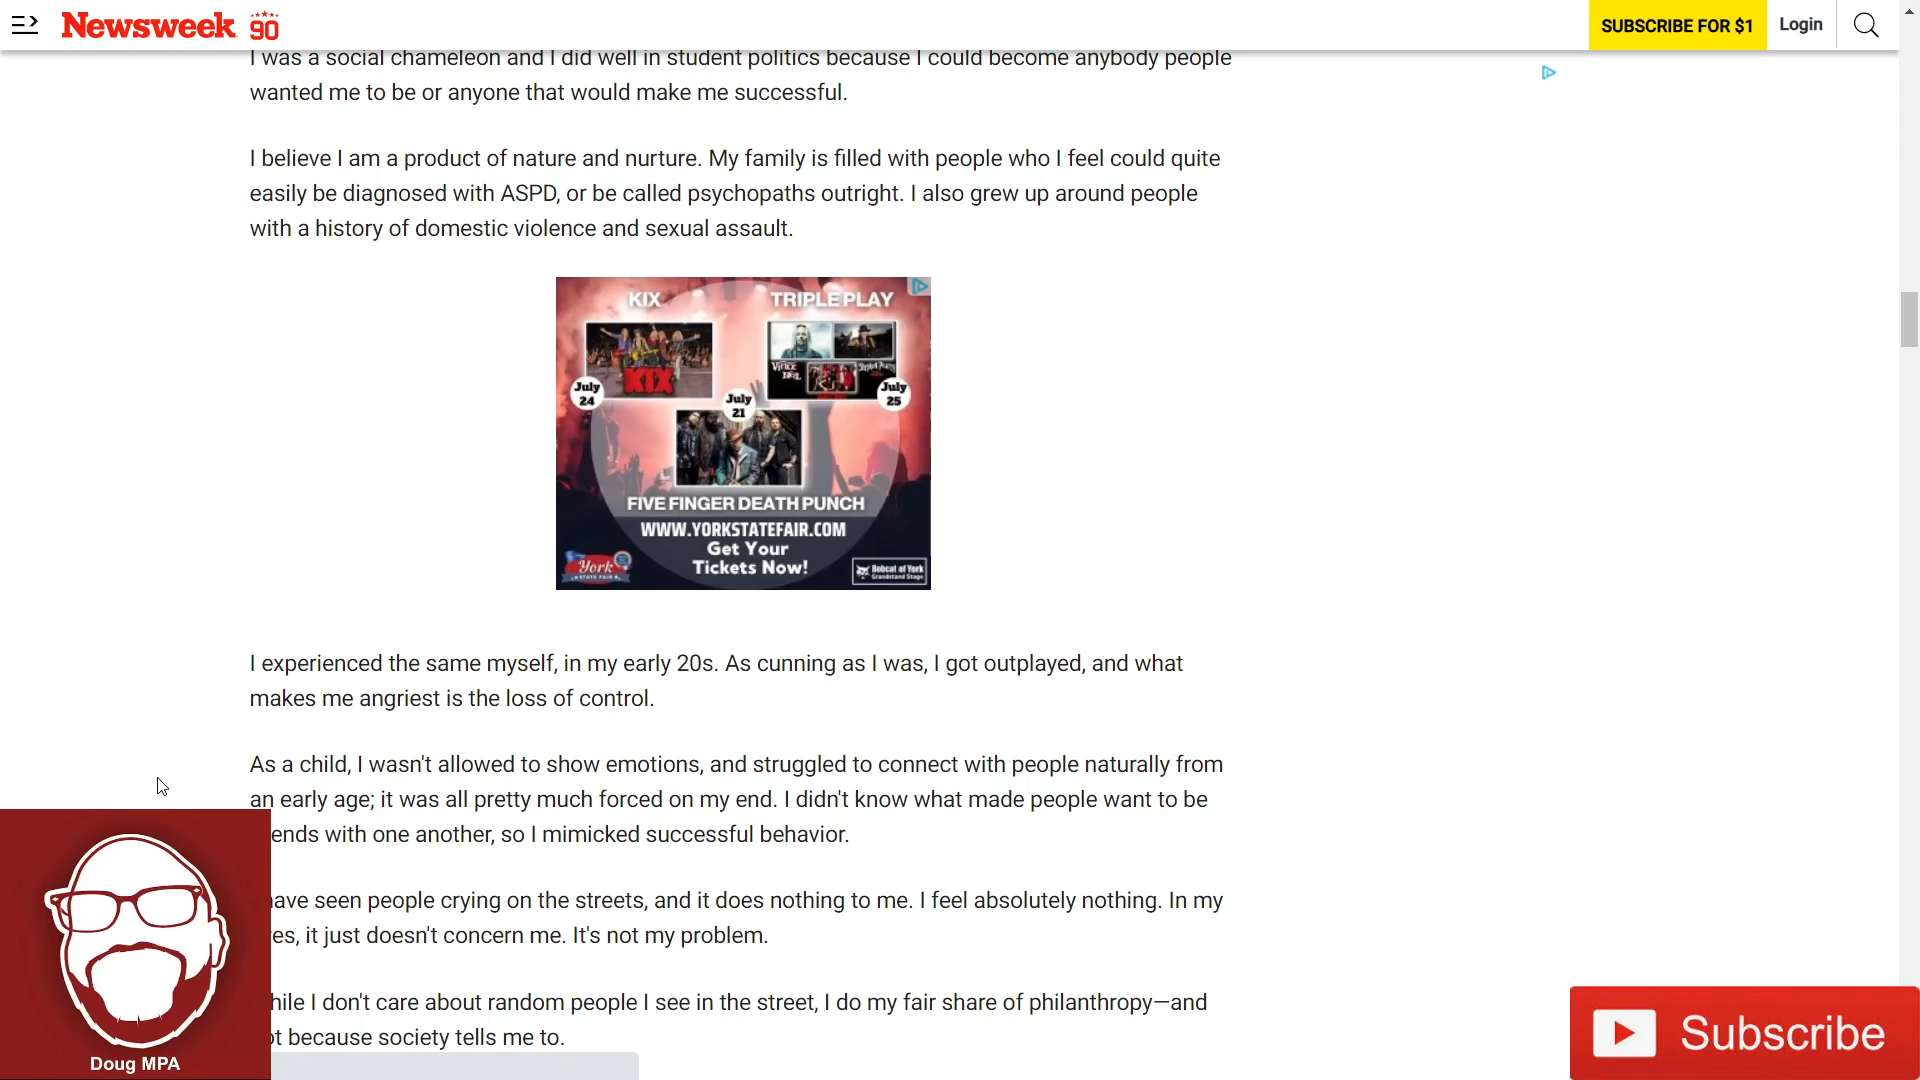 Newsweek 90
SUBSCRIBE FOR $1
Login
I was a social chameleon and I did well in student politics because I could become anybody people
wanted me to be or anyone that would make me successful.
I believe I am a product of nature and nurture. My family is filled with people who I feel could quite
easily be diagnosed with ASPD, or be called psychopaths outright. I also grew up around people
with a history of domestic violence and sexual assault.
KIX
TRIPLE PLAY
KIX
July
24
July
21
July
25
FIVE FINGER DEATH PUNCH
WWW.YORKSTATEFAIR.COM
Get Your
Tickets Now!
York
STATE FAIR
Bobcat of York
Grandstand Stage
I experienced the same myself, in my early 20s. As cunning as I was, I got outplayed, and what
makes me angriest is the loss of control.
As a child, I wasn't allowed to show emotions, and struggled to connect with people naturally from
an early age; it was all pretty much forced on my end. I didn't know what made people want to be
ends with one another, so I mimicked successful behavior.
ave seen people crying on the streets, and it does nothing to me. I feel absolutely nothing. In my
es, it just doesn't concern me. It's not my problem.
hile I don't care about random people I see in the street, I do my fair share of philanthropy—and
ot because society tells me to.
Doug MPA
Subscribe